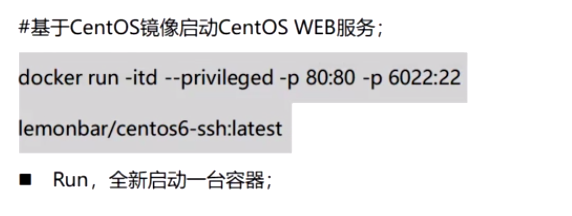 #基于CentOS镜像启动CentOS WEB服务；
docker run -itd --privileged -p 80:80 -p 6022:22
lemonbar/centos6-ssh:latest
■ Run，全新启动一台容器；